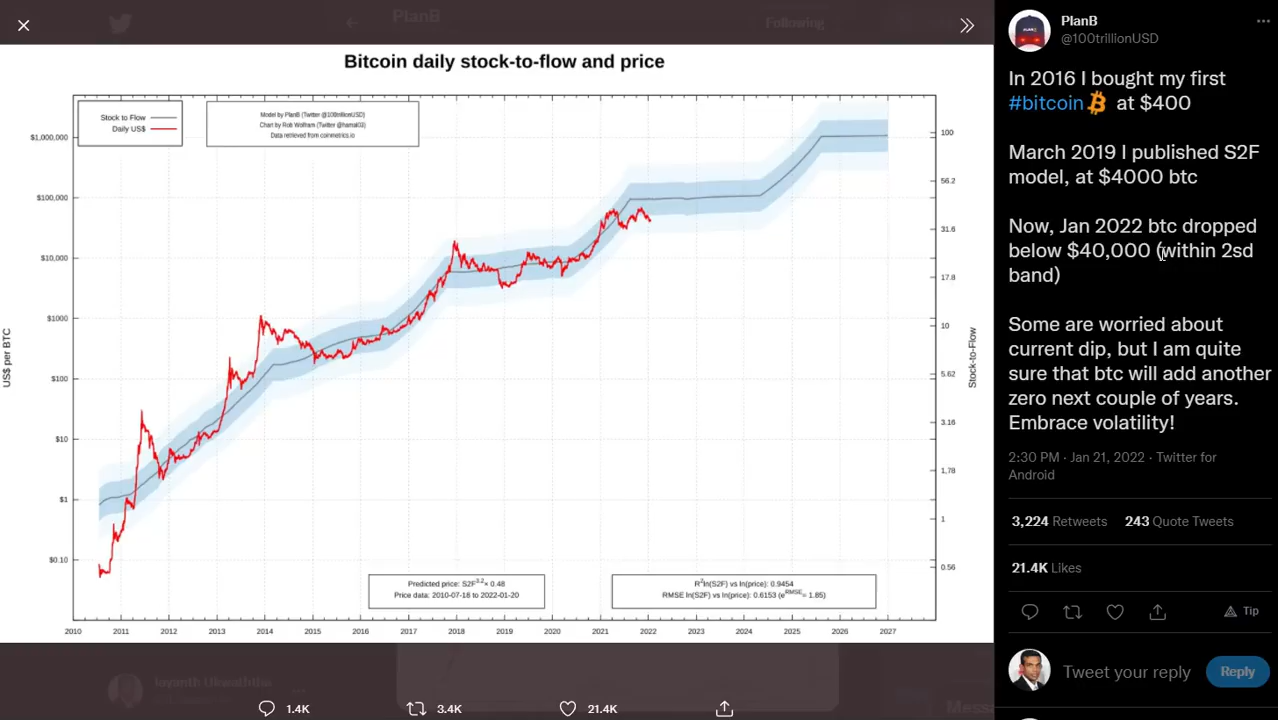 PlanB
Following
Bitcoin daily stock-to-flow and price
Stock to Flow
Daily US$
Model by PlanB (Twitter @100trillionUSD)
Chart by Rob Wolfram (Twitter @hamal03)
Data retrieved from coinmetrics.io
$1,000,000
$100,000
$10,000
$1000
$100
$10
$1
$0.10
US$ per BTC
100
56.2
31.6
17.8
10
5.62
3.16
1.78
1
0.56
Stock-to-Flow
Predicted price: S2F^3.2 × 0.48
Price data: 2010-07-18 to 2022-01-20
R² ln(S2F) vs ln(price): 0.9454
RMSE ln(S2F) vs ln(price): 0.6153 (e^RMSE = 1.85)
2010 2011 2012 2013 2014 2015 2016 2017 2018 2019 2020 2021 2022 2023 2024 2025 2026 2027
1.4K 3.4K 21.4K
PlanB
@100trillionUSD
In 2016 I bought my first
#bitcoin at $400
March 2019 I published S2F
model, at $4000 btc
Now, Jan 2022 btc dropped
below $40,000 (within 2sd
band)
Some are worried about
current dip, but I am quite
sure that btc will add another
zero next couple of years.
Embrace volatility!
2:30 PM · Jan 21, 2022 · Twitter for
Android
3,224 Retweets 243 Quote Tweets
21.4K Likes
Tip
Tweet your reply
Reply